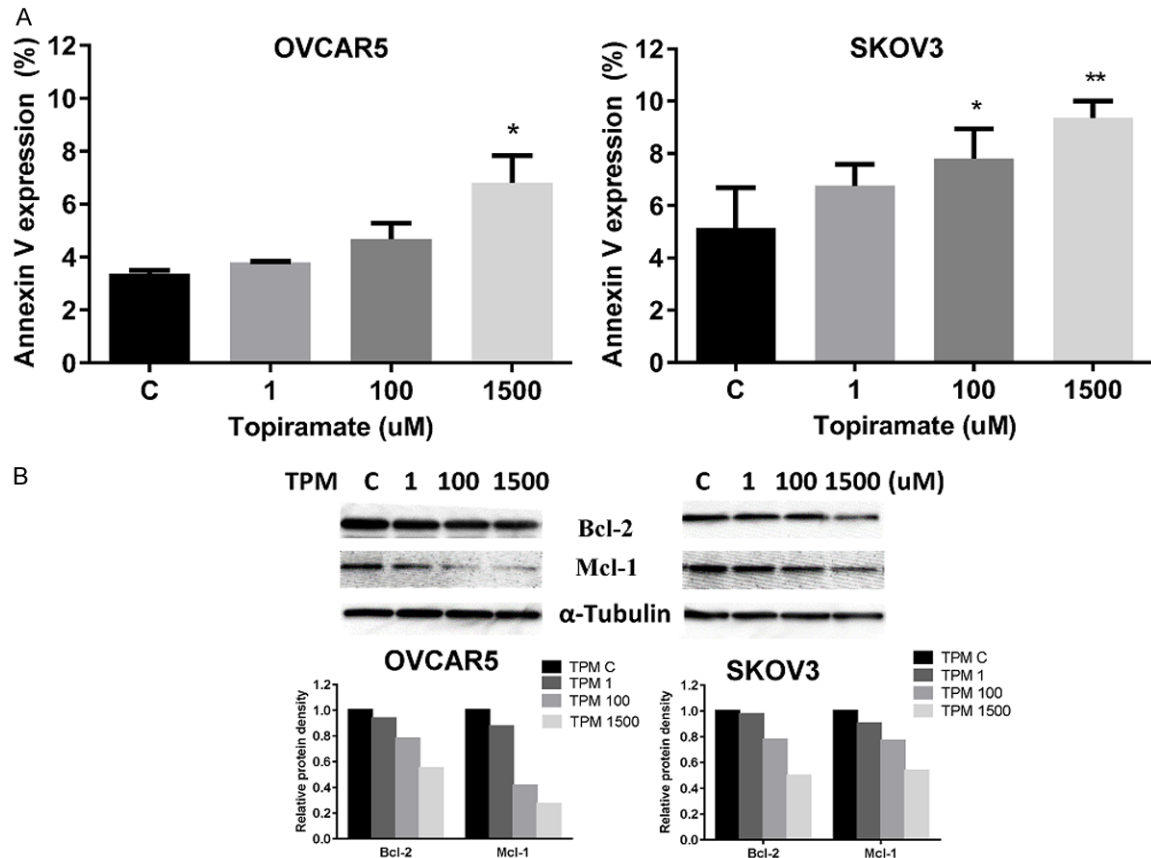 A
OVCAR5
Annexin V expression (%)
12
10
8
6
4
2
0
*
C 1 100 1500
Topiramate (uM)
SKOV3
Annexin V expression (%)
12
10
8
6
4
2
0
* **
C 1 100 1500
Topiramate (uM)
B
TPM C 1 100 1500 C 1 100 1500 (uM)
Bcl-2
Mcl-1
α-Tubulin
OVCAR5
TPM C
TPM 1
TPM 100
TPM 1500
Relative protein density
1.2
1.0
0.8
0.6
0.4
0.2
0.0
Bcl-2 Mcl-1
SKOV3
TPM C
TPM 1
TPM 100
TPM 1500
Relative protein density
1.2
1.0
0.8
0.6
0.4
0.2
0.0
Bcl-2 Mcl-1